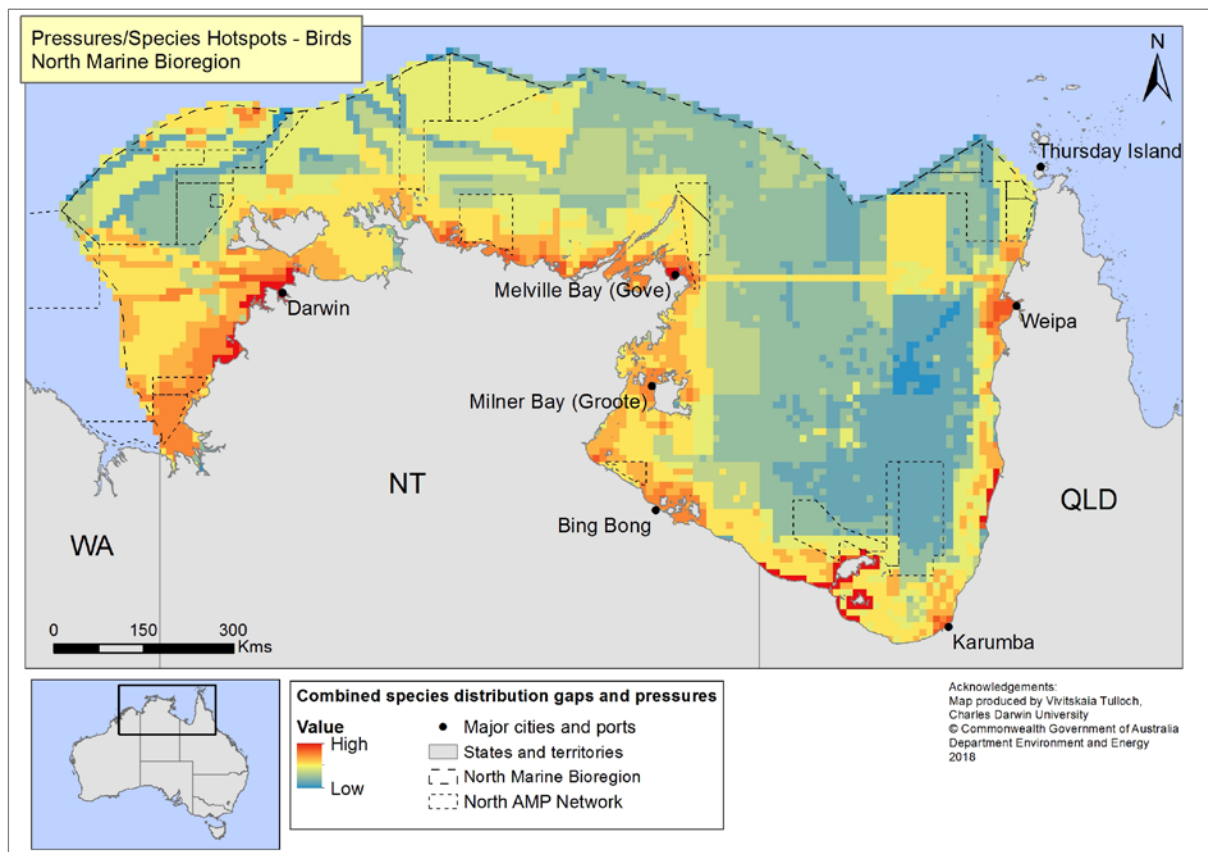 Pressures/Species Hotspots - Birds
North Marine Bioregion
N
Thursday Island
Melville Bay (Gove)
Darwin
Weipa
Milner Bay (Groote)
NT
QLD
Bing Bong
WA
Karumba
0 150 300
Kms
Combined species distribution gaps and pressures
Value
High
Low
Major cities and ports
States and territories
North Marine Bioregion
North AMP Network
Acknowledgements:
Map produced by Vivitskaia Tulloch,
Charles Darwin University
© Commonwealth Government of Australia
Department Environment and Energy
2018